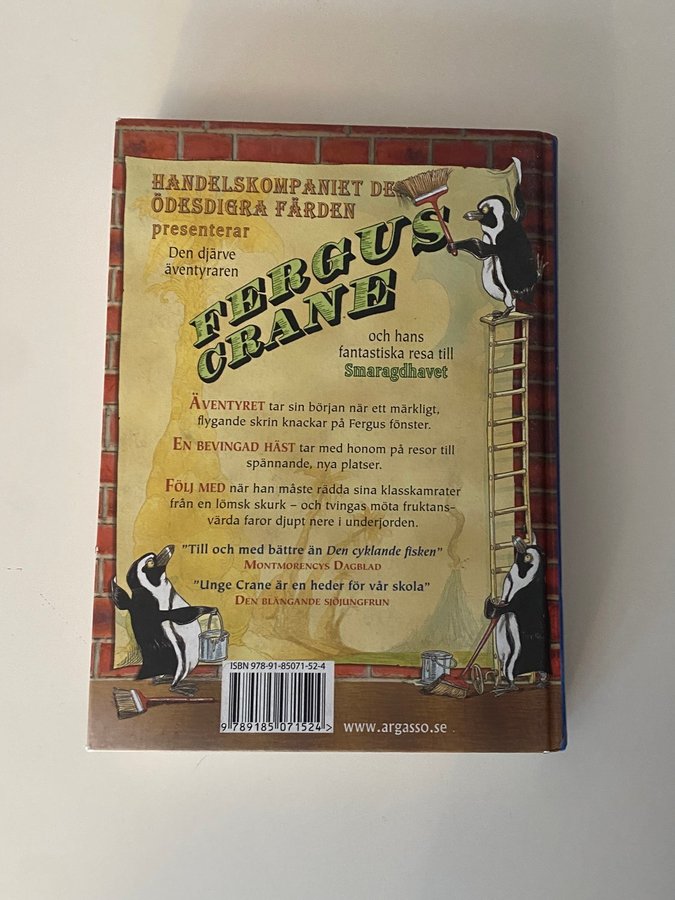 HANDELSKOMPANIET DE
ÖDESDIGRA FÄRDEN
presenterar
Den djärve
äventyraren
FERGUS
CRANE
och hans
fantastiska resa till
Smaragdhavet
ÄVENTYRET tar sin början när ett märkligt,
flygande skrin knackar på Fergus fönster.
EN BEVINGAD HÄST tar med honom på resor till
spännande, nya platser.
FÖLJ MED när han måste rädda sina klasskamrater
från en lömsk skurk – och tvingas möta fruktans-
värda faror djupt nere i underjorden.
"Till och med bättre än Den cyklande fisken"
MONTMORENCYS DAGBLAD
"Unge Crane är en heder för vår skola"
DEN BLÄNGANDE SJÖJUNGFRUN
ISBN 978-91-85071-52-4
9 789185 071524 >
www.argasso.se